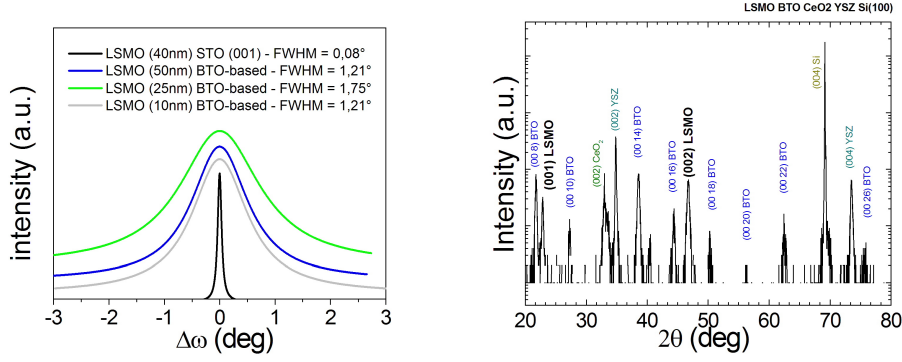 LSMO (40nm) STO (001) - FWHM = 0,08°
LSMO (50nm) BTO-based - FWHM = 1,21°
LSMO (25nm) BTO-based - FWHM = 1,75°
LSMO (10nm) BTO-based - FWHM = 1,21°
intensity (a.u.)
-3 -2 -1 0 1 2 3
Δω (deg)
LSMO BTO CeO2 YSZ Si(100)
Intensity (a.u.)
(00 8) BTO
(001) LSMO
(00 10) BTO
(002) CeO2
(002) YSZ
(00 14) BTO
(00 16) BTO
(002) LSMO
(00 18) BTO
(00 20) BTO
(00 22) BTO
(004) Si
(004) YSZ
(00 26) BTO
20 30 40 50 60 70 80
2θ (deg)